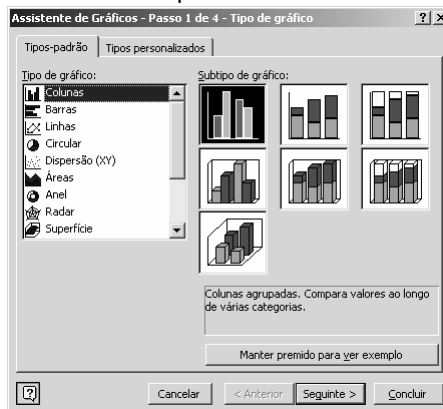 Assistente de Gráficos - Passo 1 de 4 - Tipo de gráfico
Tipos-padrão
Tipos personalizados
Tipo de gráfico:
Colunas
Barras
Linhas
Circular
Dispersão (XY)
Áreas
Anel
Radar
Superfície
Subtipo de gráfico:
Colunas agrupadas. Compara valores ao longo
de várias categorias.
Manter premido para ver exemplo
Cancelar
< Anterior
Seguinte >
Concluir